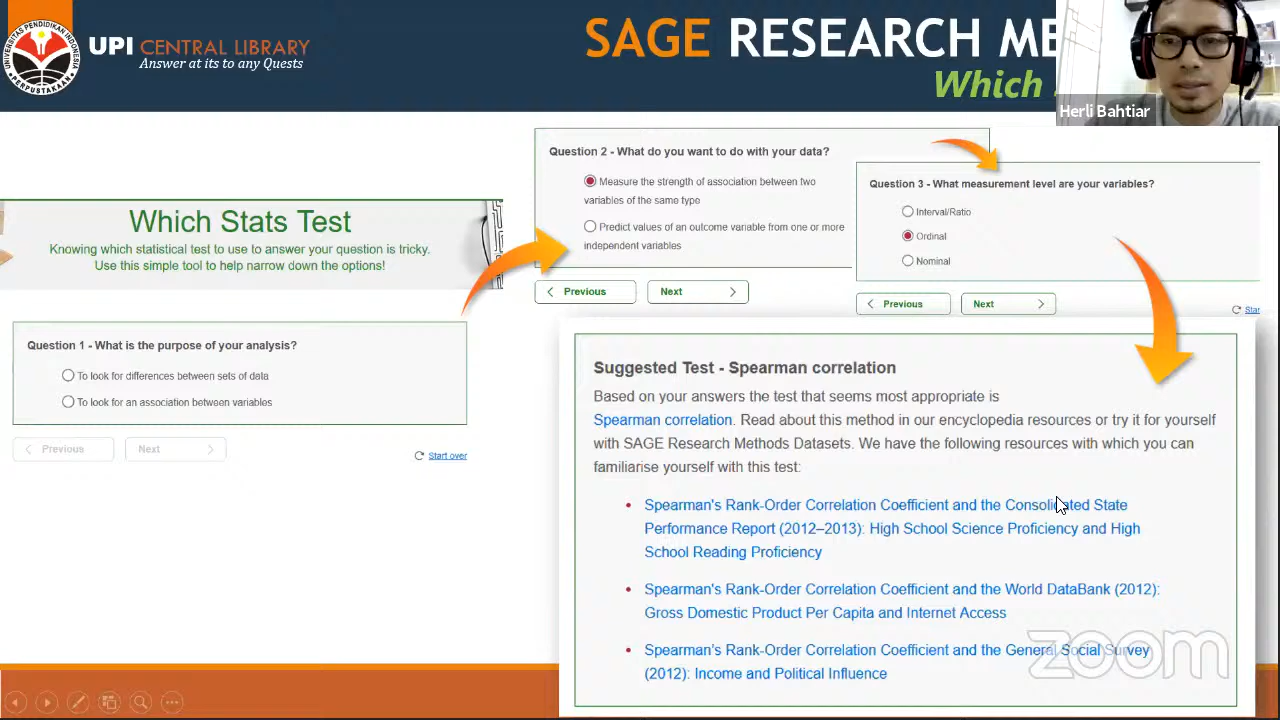 UNIVERSITAS PENDIDIKAN INDONESIA
PERPUSTAKAAN
UPI CENTRAL LIBRARY
Answer at its to any Quests
SAGE RESEARCH ME
Which
Herli Bahtiar
Which Stats Test
Knowing which statistical test to use to answer your question is tricky.
Use this simple tool to help narrow down the options!
Question 1 - What is the purpose of your analysis?
To look for differences between sets of data
To look for an association between variables
Previous
Next
Start over
Question 2 - What do you want to do with your data?
Measure the strength of association between two
variables of the same type
Predict values of an outcome variable from one or more
independent variables
Previous
Next
Question 3 - What measurement level are your variables?
Interval/Ratio
Ordinal
Nominal
Previous
Next
Star
Suggested Test - Spearman correlation
Based on your answers the test that seems most appropriate is
Spearman correlation. Read about this method in our encyclopedia resources or try it for yourself
with SAGE Research Methods Datasets. We have the following resources with which you can
familiarise yourself with this test:
• Spearman's Rank-Order Correlation Coefficient and the Consolidated State
Performance Report (2012–2013): High School Science Proficiency and High
School Reading Proficiency
• Spearman's Rank-Order Correlation Coefficient and the World DataBank (2012):
Gross Domestic Product Per Capita and Internet Access
• Spearman's Rank-Order Correlation Coefficient and the General Social Survey
(2012): Income and Political Influence
zoom